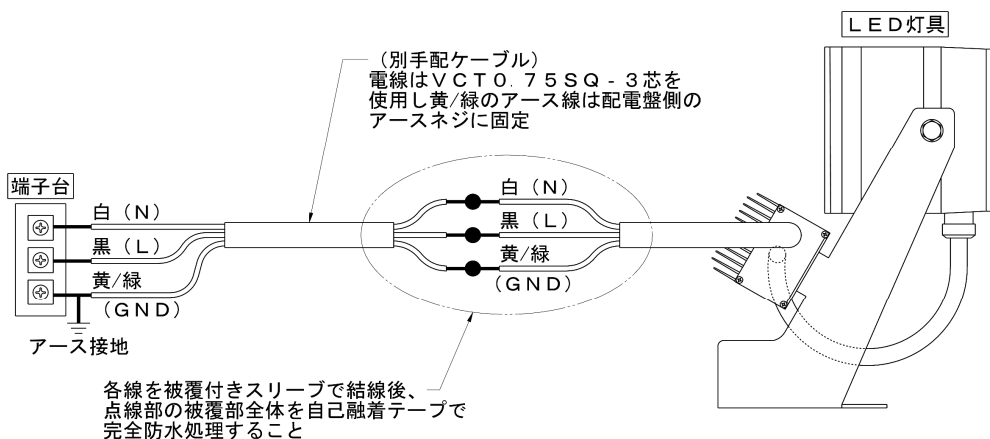 LED灯具
(別手配ケーブル)
電線はVCT0.75SQ-3芯を
使用し黄/緑のアース線は配電盤側の
アースネジに固定
端子台
白(N)
黒(L)
黄/緑
(GND)
アース接地
白(N)
黒(L)
黄/緑
(GND)
各線を被覆付きスリーブで結線後、
点線部の被覆部全体を自己融着テープで
完全防水処理すること